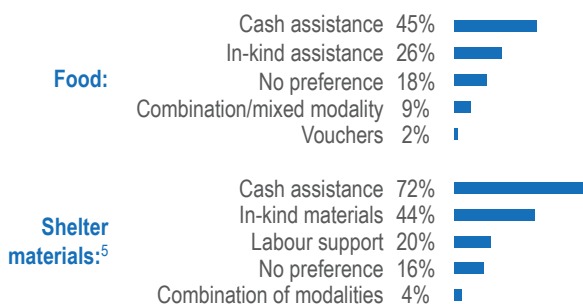 Food:
Cash assistance 45%
In-kind assistance 26%
No preference 18%
Combination/mixed modality 9%
Vouchers 2%
Shelter
materials:5
Cash assistance 72%
In-kind materials 44%
Labour support 20%
No preference 16%
Combination of modalities 4%